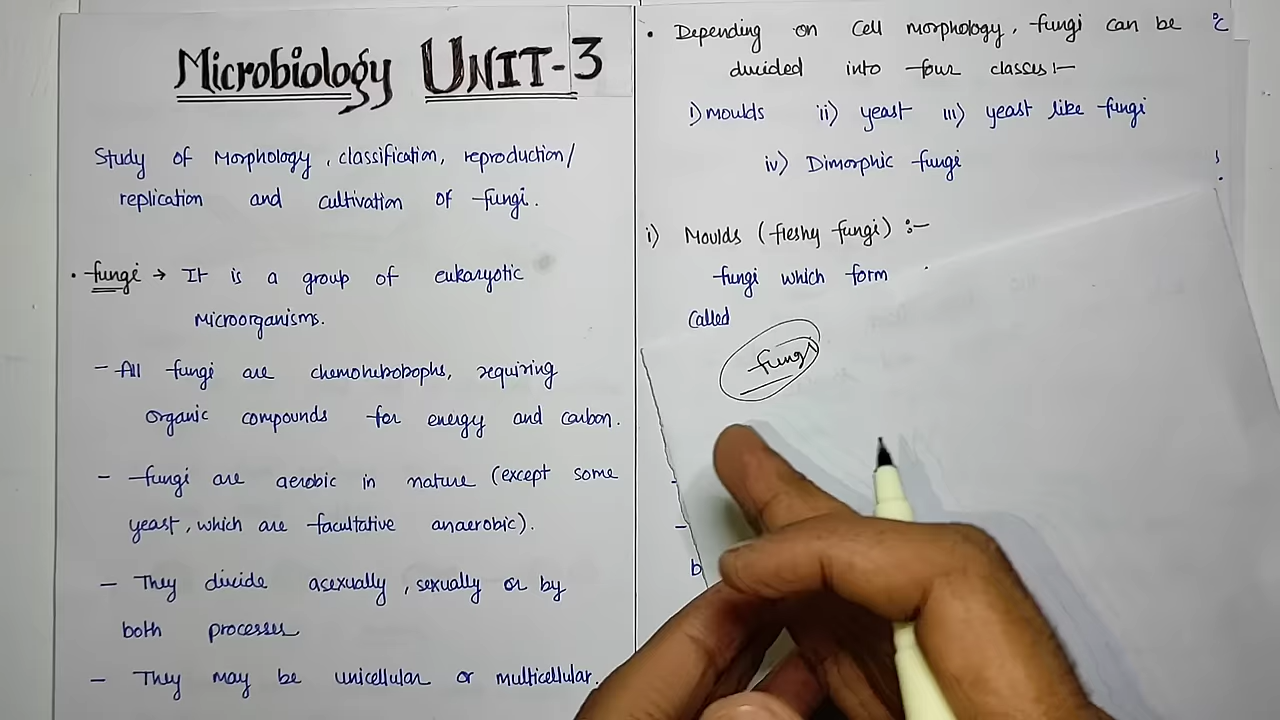 Microbiology UNIT-3
Study of Morphology, classification, reproduction/
replication and cultivation of fungi.
• fungi → It is a group of eukaryotic
Microorganisms.
- All fungi are chemoheterotrophs, requiring
organic compounds for energy and carbon.
- fungi are aerobic in nature (except some
yeast, which are facultative anaerobic).
- They divide asexually, sexually or by
both processes
- They may be unicellular or multicellular.
• Depending on cell morphology, fungi can be
divided into four classes:-
i) moulds ii) yeast iii) yeast like fungi
iv) Dimorphic fungi
i) Moulds (fleshy fungi) :-
fungi which form
called
fungi
b